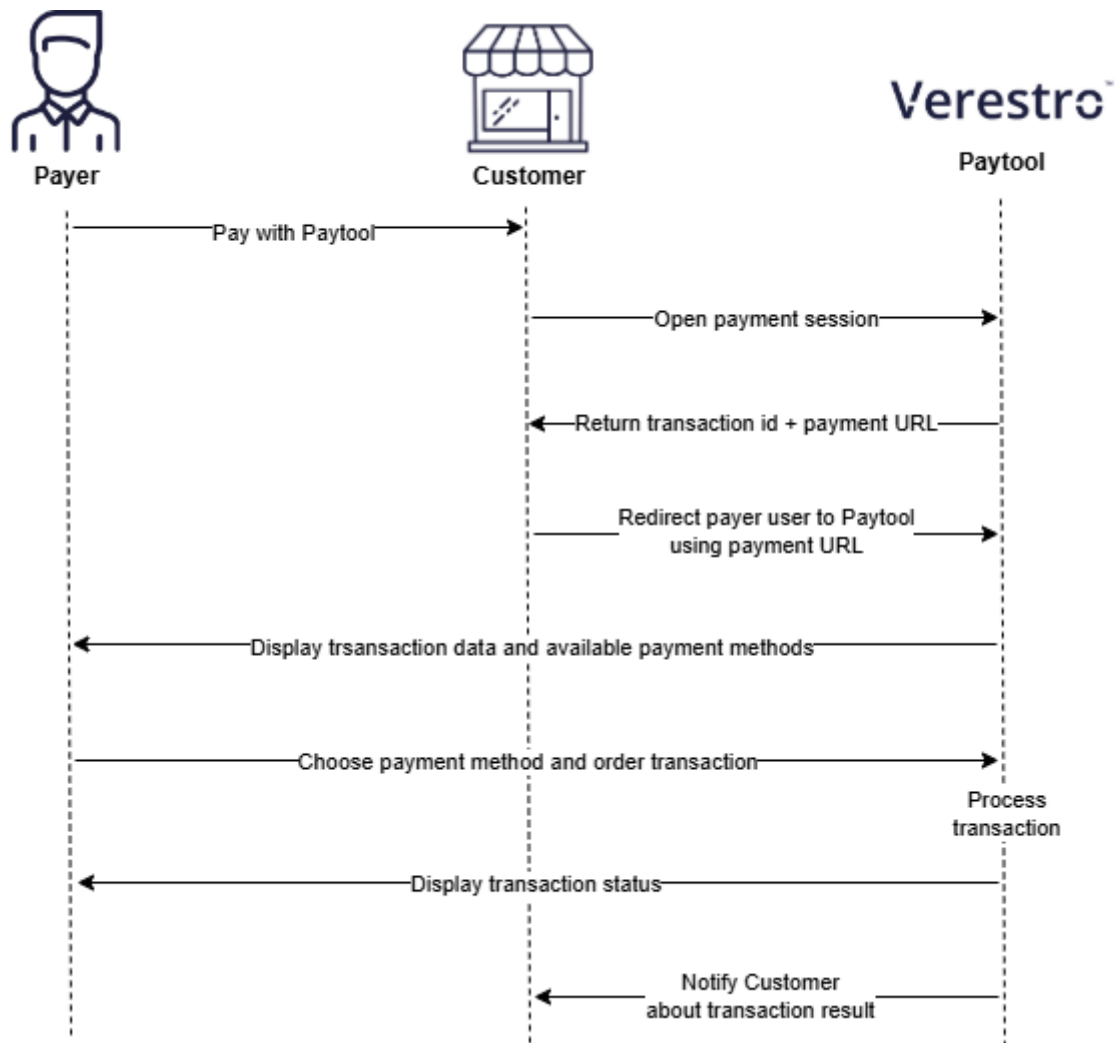 Verestro™
Payer
Customer
Paytool
Pay with Paytool
Open payment session
Return transaction id + payment URL
Redirect payer user to Paytool
using payment URL
Display trsansaction data and available payment methods
Choose payment method and order transaction
Process
transaction
Display transaction status
Notify Customer
about transaction result